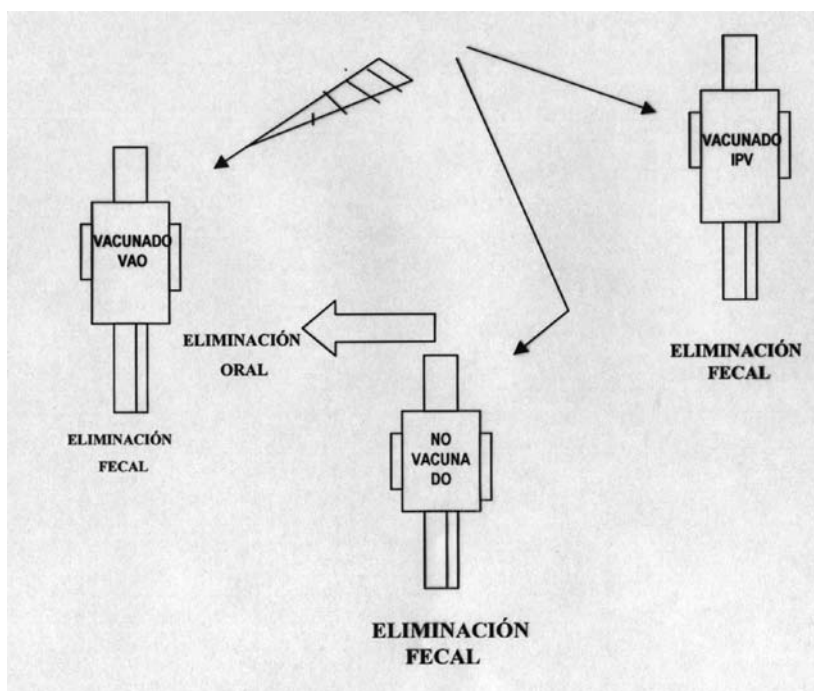 VACUNADO
IPV
VACUNADO
VAO
ELIMINACIÓN
ORAL
ELIMINACIÓN
FECAL
ELIMINACIÓN
FECAL
NO
VACUNA
DO
ELIMINACIÓN
FECAL